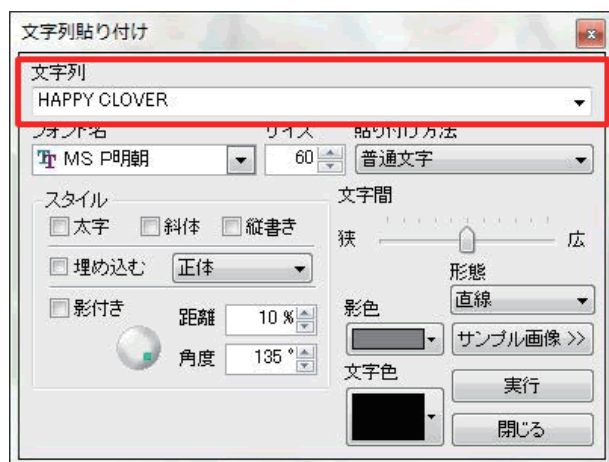 文字列貼り付け
文字列
HAPPY CLOVER
フォント名 サイズ 貼り付け方法
MS P明朝 60 普通文字
スタイル 文字間
太字 斜体 縦書き
狭 広
埋め込む 正体
形態
影付き 距離 10 % 影色 直線
サンプル画像 >>
角度 135 °
文字色 実行
閉じる